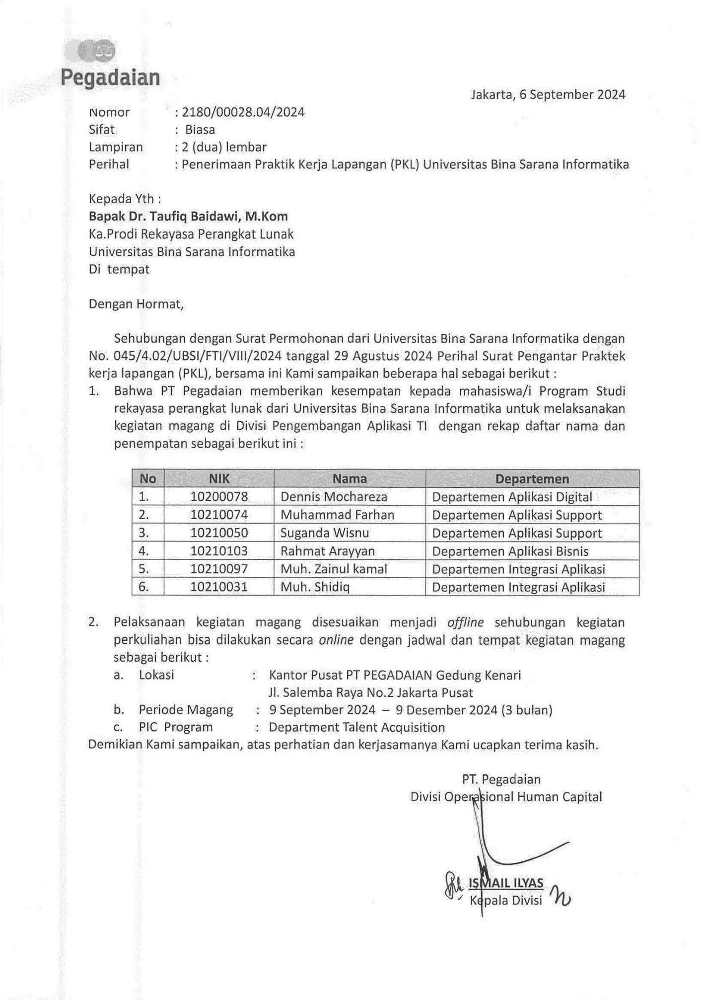 Pegadaian
Jakarta, 6 September 2024
Nomor : 2180/00028.04/2024
Sifat : Biasa
Lampiran : 2 (dua) lembar
Perihal : Penerimaan Praktik Kerja Lapangan (PKL) Universitas Bina Sarana Informatika
Kepada Yth :
Bapak Dr. Taufiq Baidawi, M.Kom
Ka.Prodi Rekayasa Perangkat Lunak
Universitas Bina Sarana Informatika
Di tempat
Dengan Hormat,
Sehubungan dengan Surat Permohonan dari Universitas Bina Sarana Informatika dengan
No. 045/4.02/UBSI/FTI/VIII/2024 tanggal 29 Agustus 2024 Perihal Surat Pengantar Praktek
kerja lapangan (PKL), bersama ini Kami sampaikan beberapa hal sebagai berikut :
1. Bahwa PT Pegadaian memberikan kesempatan kepada mahasiswa/i Program Studi
rekayasa perangkat lunak dari Universitas Bina Sarana Informatika untuk melaksanakan
kegiatan magang di Divisi Pengembangan Aplikasi TI dengan rekap daftar nama dan
penempatan sebagai berikut ini :
No NIK Nama Departemen
1. 10200078 Dennis Mochareza Departemen Aplikasi Digital
2. 10210074 Muhammad Farhan Departemen Aplikasi Support
3. 10210050 Suganda Wisnu Departemen Aplikasi Support
4. 10210103 Rahmat Arayyan Departemen Aplikasi Bisnis
5. 10210097 Muh. Zainul kamal Departemen Integrasi Aplikasi
6. 10210031 Muh. Shidiq Departemen Integrasi Aplikasi
2. Pelaksanaan kegiatan magang disesuaikan menjadi offline sehubungan kegiatan
perkuliahan bisa dilakukan secara online dengan jadwal dan tempat kegiatan magang
sebagai berikut :
a. Lokasi : Kantor Pusat PT PEGADAIAN Gedung Kenari
Jl. Salemba Raya No.2 Jakarta Pusat
b. Periode Magang : 9 September 2024 – 9 Desember 2024 (3 bulan)
c. PIC Program : Department Talent Acquisition
Demikian Kami sampaikan, atas perhatian dan kerjasamanya Kami ucapkan terima kasih.
PT. Pegadaian
Divisi Operasional Human Capital
ISMAIL ILYAS
Kepala Divisi